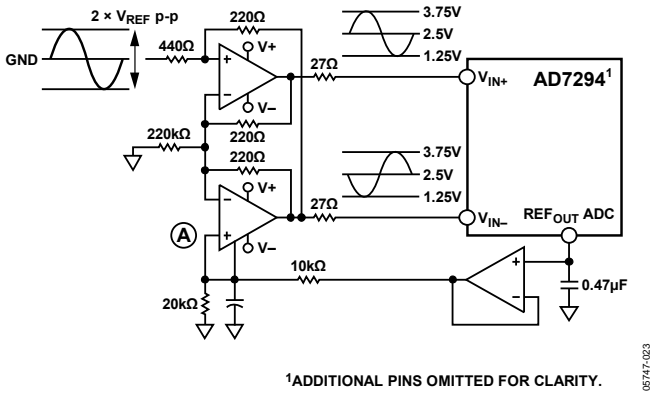 2 × VREF p-p
GND
440Ω
220Ω
V+
+
−
V−
27Ω
3.75V
2.5V
1.25V
VIN+
AD7294¹
220kΩ
220Ω
220Ω
V+
−
+
V−
A
27Ω
3.75V
2.5V
1.25V
VIN−
REFOUT ADC
10kΩ
20kΩ
+
−
0.47µF
¹ADDITIONAL PINS OMITTED FOR CLARITY.
05747-023